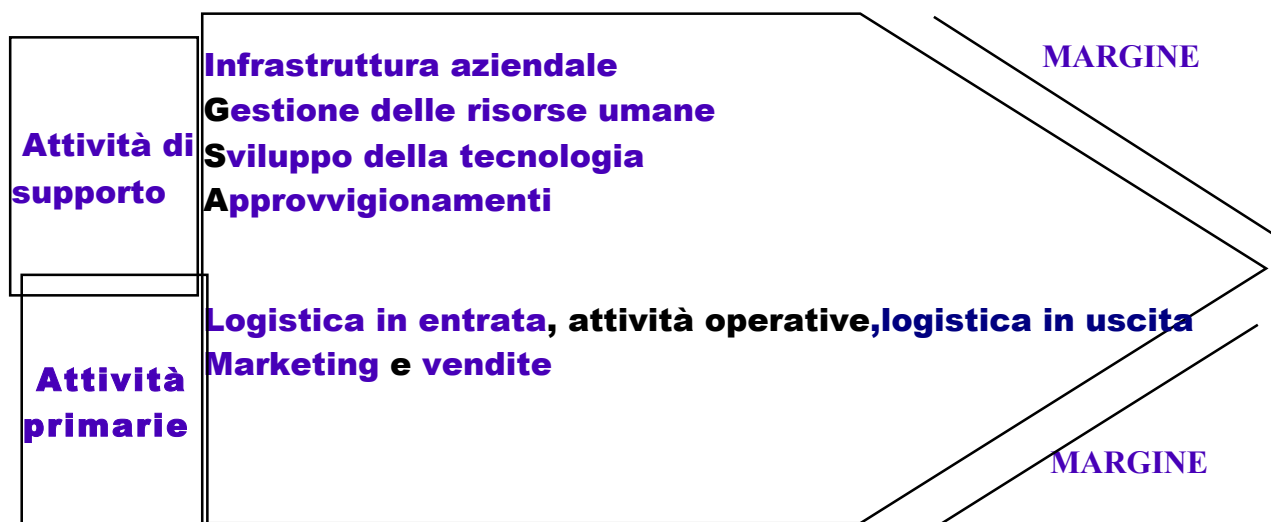 MARGINE
Infrastruttura aziendale
Gestione delle risorse umane
Sviluppo della tecnologia
Approvvigionamenti
Attività di
supporto
Logistica in entrata, attività operative,logistica in uscita
Marketing e vendite
Attività
primarie
MARGINE